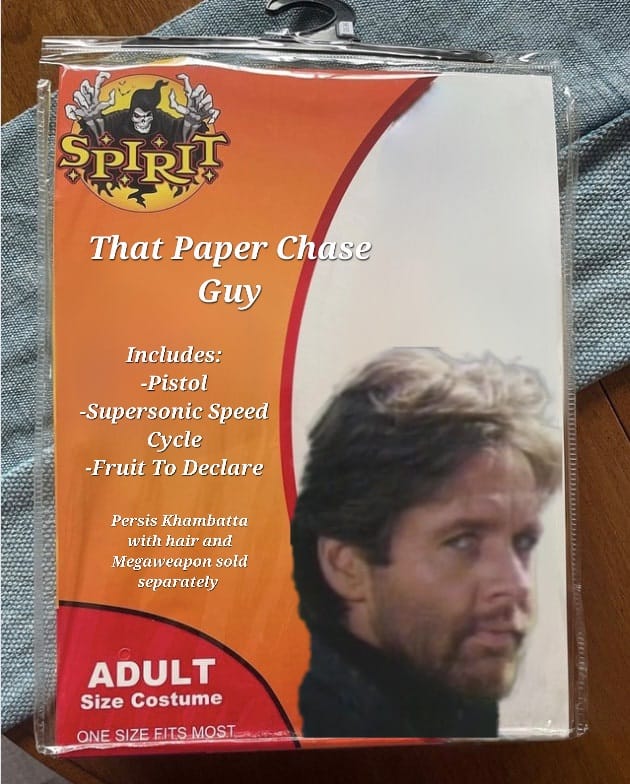 SPIRIT
That Paper Chase
Guy
Includes:
-Pistol
-Supersonic Speed
Cycle
-Fruit To Declare
Persis Khambatta
with hair and
Megaweapon sold
separately
ADULT
Size Costume
ONE SIZE FITS MOST